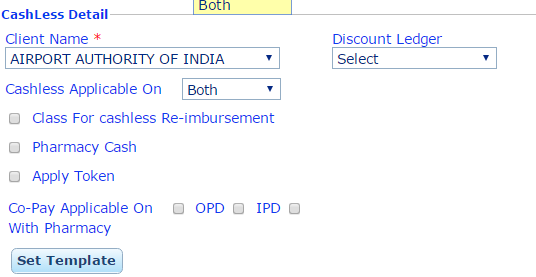 Both
CashLess Detail
Client Name * Discount Ledger
AIRPORT AUTHORITY OF INDIA Select
Cashless Applicable On Both
Class For cashless Re-imbursement
Pharmacy Cash
Apply Token
Co-Pay Applicable On OPD IPD
With Pharmacy
Set Template